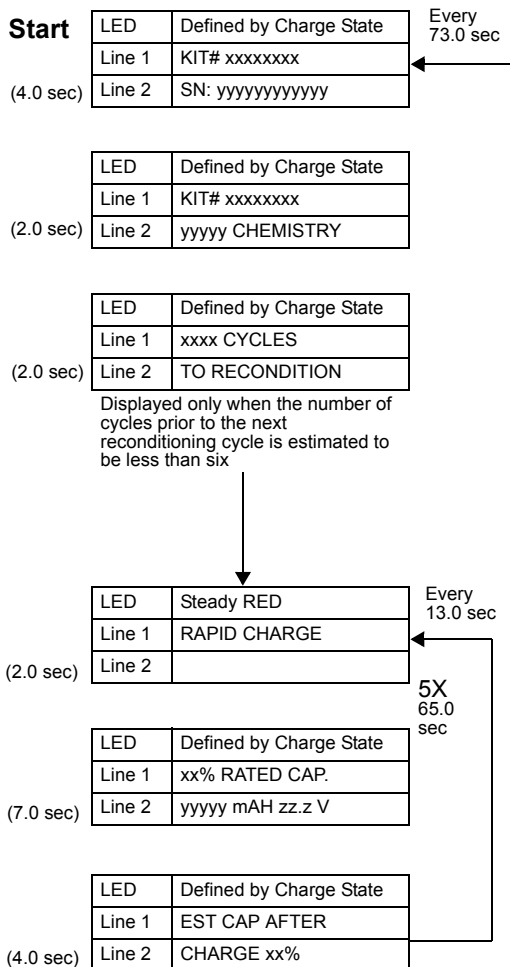 Start
LED Defined by Charge State
Every
73.0 sec
Line 1 KIT# xxxxxxxx
(4.0 sec) Line 2 SN: yyyyyyyyyyyy
LED Defined by Charge State
Line 1 KIT# xxxxxxxx
(2.0 sec) Line 2 yyyyy CHEMISTRY
LED Defined by Charge State
Line 1 xxxx CYCLES
(2.0 sec) Line 2 TO RECONDITION
Displayed only when the number of
cycles prior to the next
reconditioning cycle is estimated to
be less than six
LED Steady RED
Every
13.0 sec
Line 1 RAPID CHARGE
(2.0 sec) Line 2
5X
65.0
sec
LED Defined by Charge State
Line 1 xx% RATED CAP.
(7.0 sec) Line 2 yyyyy mAH zz.z V
LED Defined by Charge State
Line 1 EST CAP AFTER
(4.0 sec) Line 2 CHARGE xx%